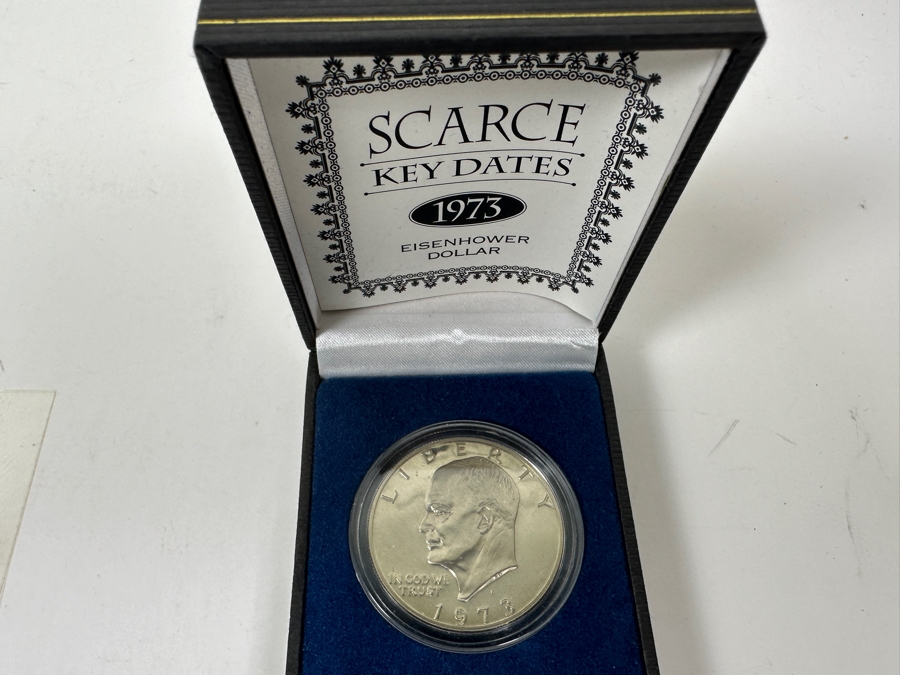 SCARCE
KEY DATES
1973
EISENHOWER
DOLLAR
LIBERTY
IN GOD WE
TRUST
1973